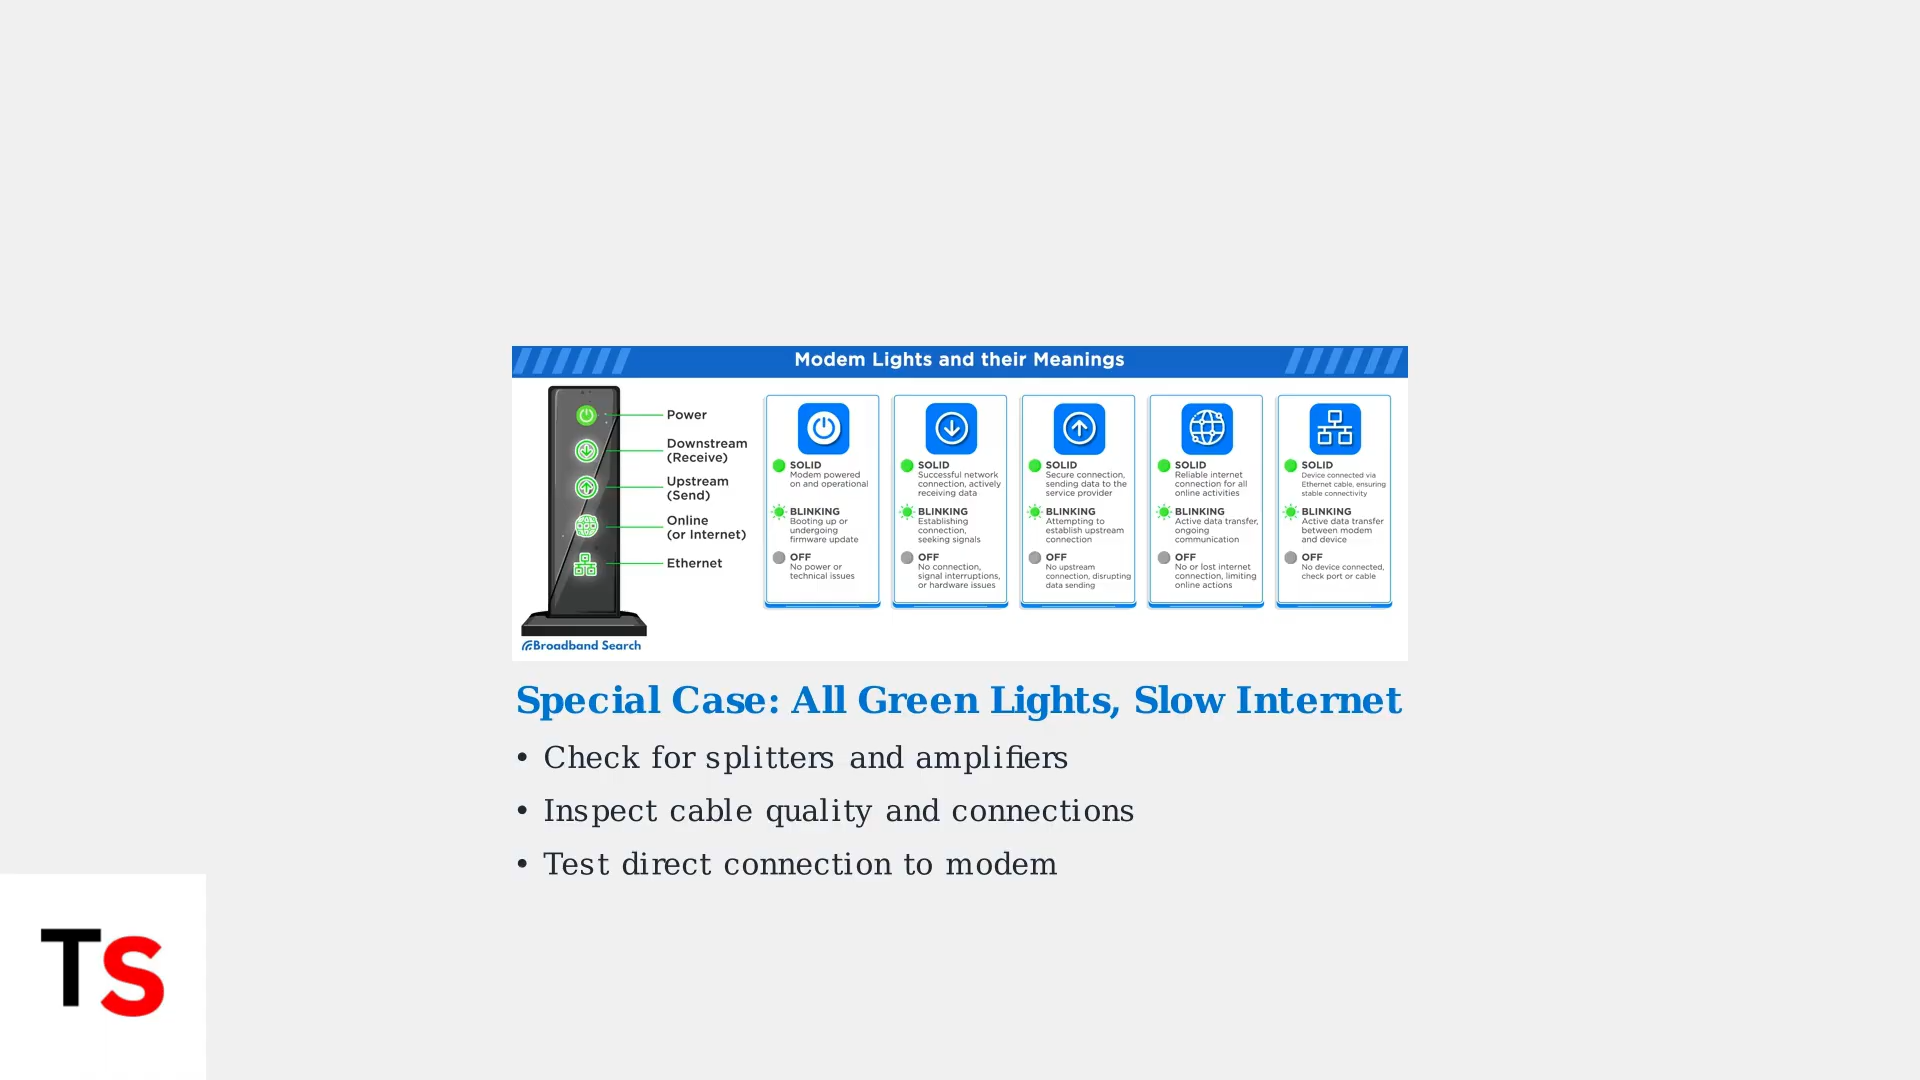 Modem Lights and their Meanings
Power
Downstream
(Receive)
Upstream
(Send)
Online
(or Internet)
Ethernet
Broadband Search
SOLID
Modem powered
on and operational
BLINKING
Booting up or
undergoing
firmware update
OFF
No power or
technical issues
SOLID
Successful network
connection, actively
receiving data
BLINKING
Establishing
connection,
seeking signals
OFF
No connection,
signal interruptions,
or hardware issues
SOLID
Secure connection,
sending data to the
service provider
BLINKING
Attempting to
establish upstream
connection
OFF
No upstream
connection, disrupting
data sending
SOLID
Reliable internet
connection for all
online activities
BLINKING
Active data transfer,
ongoing
communication
OFF
No or lost internet
connection, limiting
online actions
SOLID
Device connected via
Ethernet cable, ensuring
stable connectivity
BLINKING
Active data transfer
between modem
and device
OFF
No device connected,
check port or cable
Special Case: All Green Lights, Slow Internet
• Check for splitters and amplifiers
• Inspect cable quality and connections
• Test direct connection to modem
TS